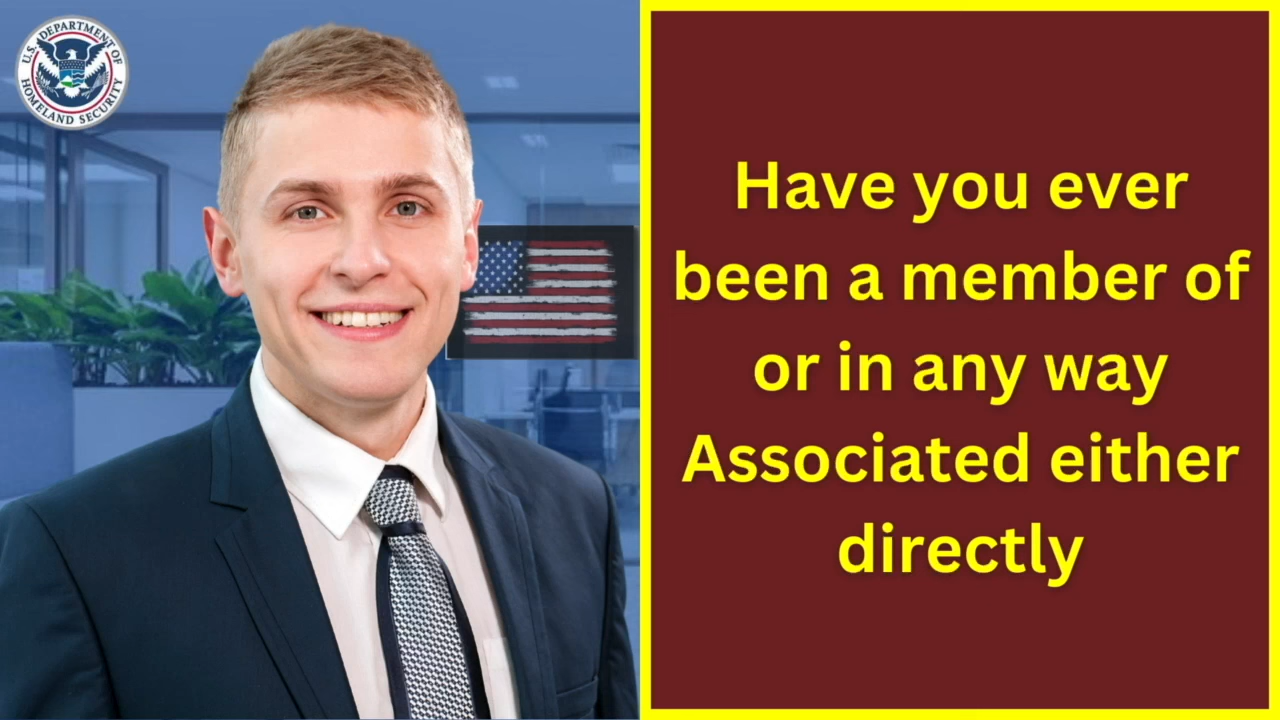 U.S. DEPARTMENT OF
HOMELAND SECURITY
Have you ever
been a member of
or in any way
Associated either
directly